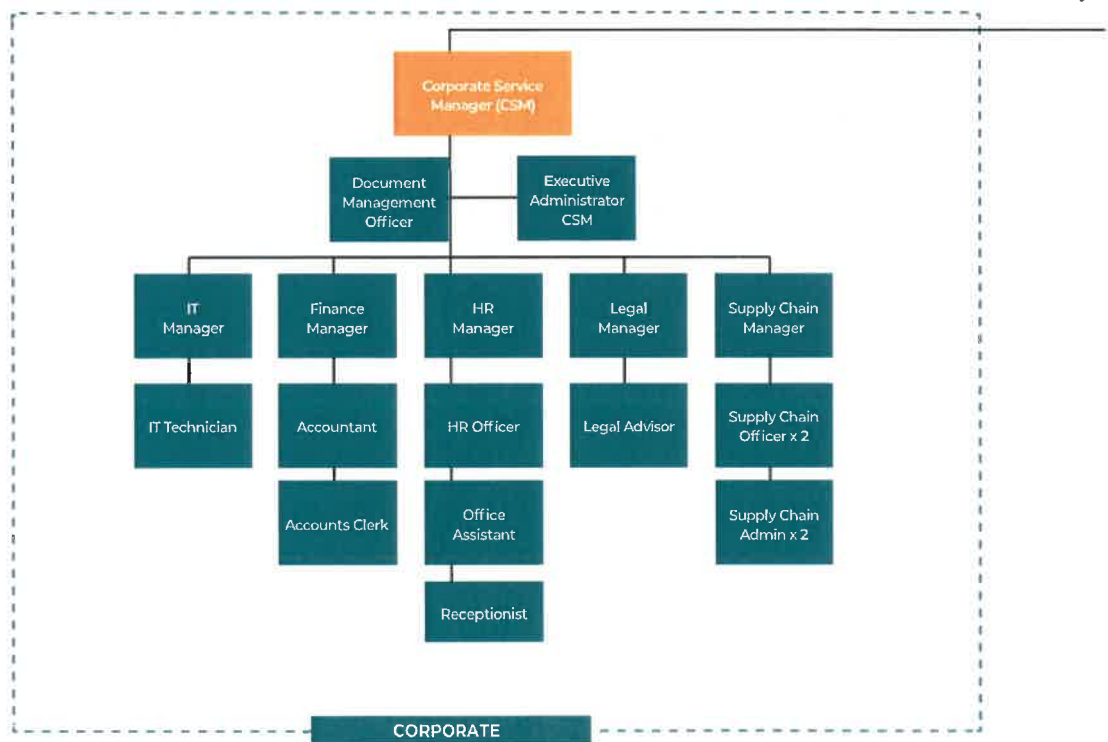 Corporate Service
Manager (CSM)
Document
Management
Officer
Executive
Administrator
CSM
IT
Manager
Finance
Manager
HR
Manager
Legal
Manager
Supply Chain
Manager
IT Technician
Accountant
HR Officer
Legal Advisor
Supply Chain
Officer x 2
Accounts Clerk
Office
Assistant
Supply Chain
Admin x 2
Receptionist
CORPORATE